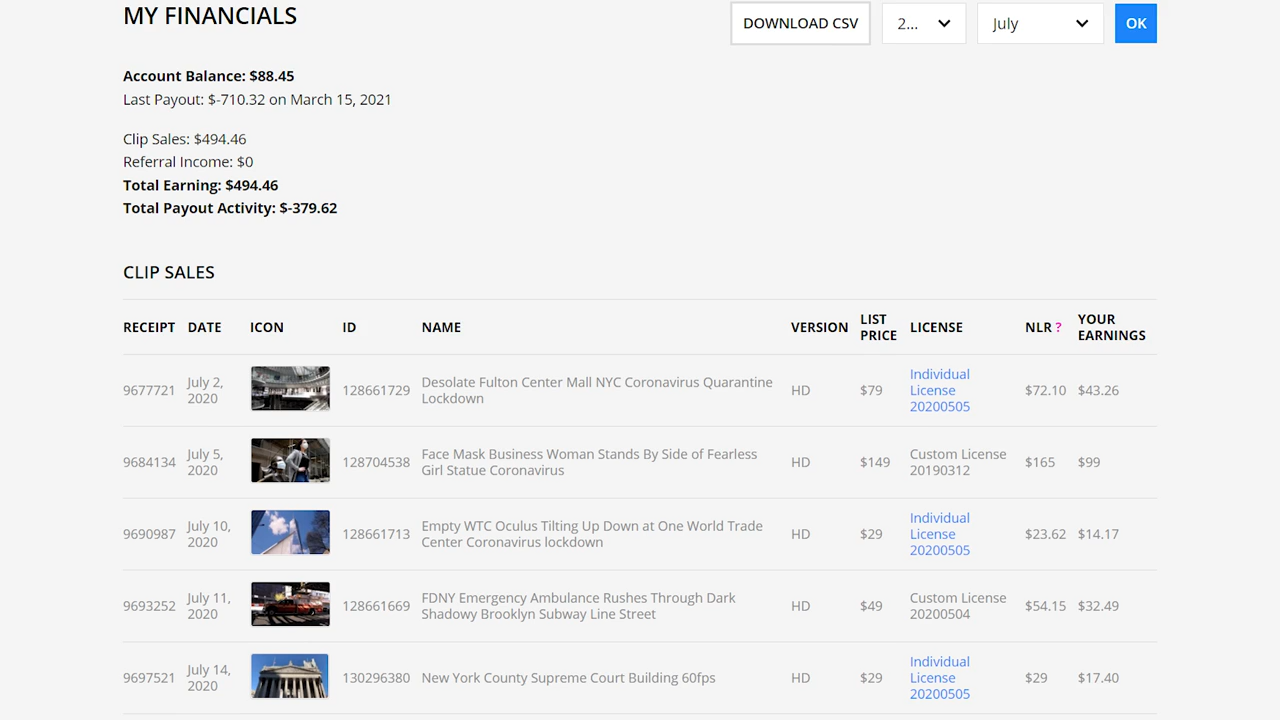 MY FINANCIALS
DOWNLOAD CSV
2...
July
OK
Account Balance: $88.45
Last Payout: $-710.32 on March 15, 2021
Clip Sales: $494.46
Referral Income: $0
Total Earning: $494.46
Total Payout Activity: $-379.62
CLIP SALES
RECEIPT DATE ICON ID NAME VERSION LIST PRICE LICENSE NLR ? YOUR EARNINGS
9677721
July 2,
2020
128661729
Desolate Fulton Center Mall NYC Coronavirus Quarantine
Lockdown
HD
$79
Individual
License
20200505
$72.10
$43.26
9684134
July 5,
2020
128704538
Face Mask Business Woman Stands By Side of Fearless
Girl Statue Coronavirus
HD
$149
Custom License
20190312
$165
$99
9690987
July 10,
2020
128661713
Empty WTC Oculus Tilting Up Down at One World Trade
Center Coronavirus lockdown
HD
$29
Individual
License
20200505
$23.62
$14.17
9693252
July 11,
2020
128661669
FDNY Emergency Ambulance Rushes Through Dark
Shadowy Brooklyn Subway Line Street
HD
$49
Custom License
20200504
$54.15
$32.49
9697521
July 14,
2020
130296380
New York County Supreme Court Building 60fps
HD
$29
Individual
License
20200505
$29
$17.40